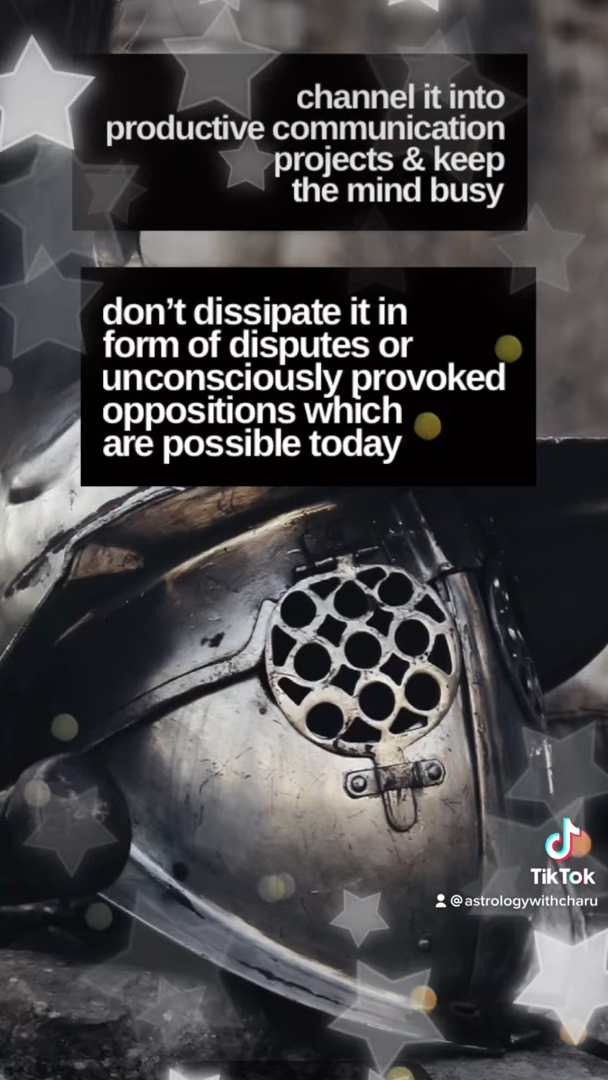 channel it into
productive communication
projects & keep
the mind busy
don't dissipate it in
form of disputes or
unconsciously provoked
oppositions which
are possible today
TikTok
@astrologywithcharu